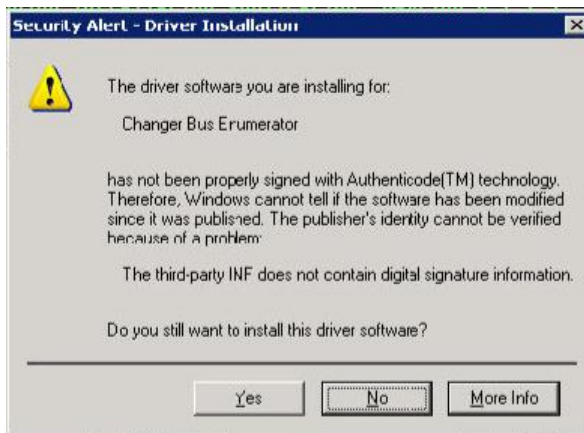 Security Alert - Driver Installation
The driver software you are installing for:
Changer Bus Enumerator
has not been properly signed with Authenticode(TM) technology.
Therefore, Windows cannot tell if the software has been modified
since it was published. The publisher's identity cannot be verified
because of a problem:
The third-party INF does not contain digital signature information.
Do you still want to install this driver software?
Yes
No
More Info